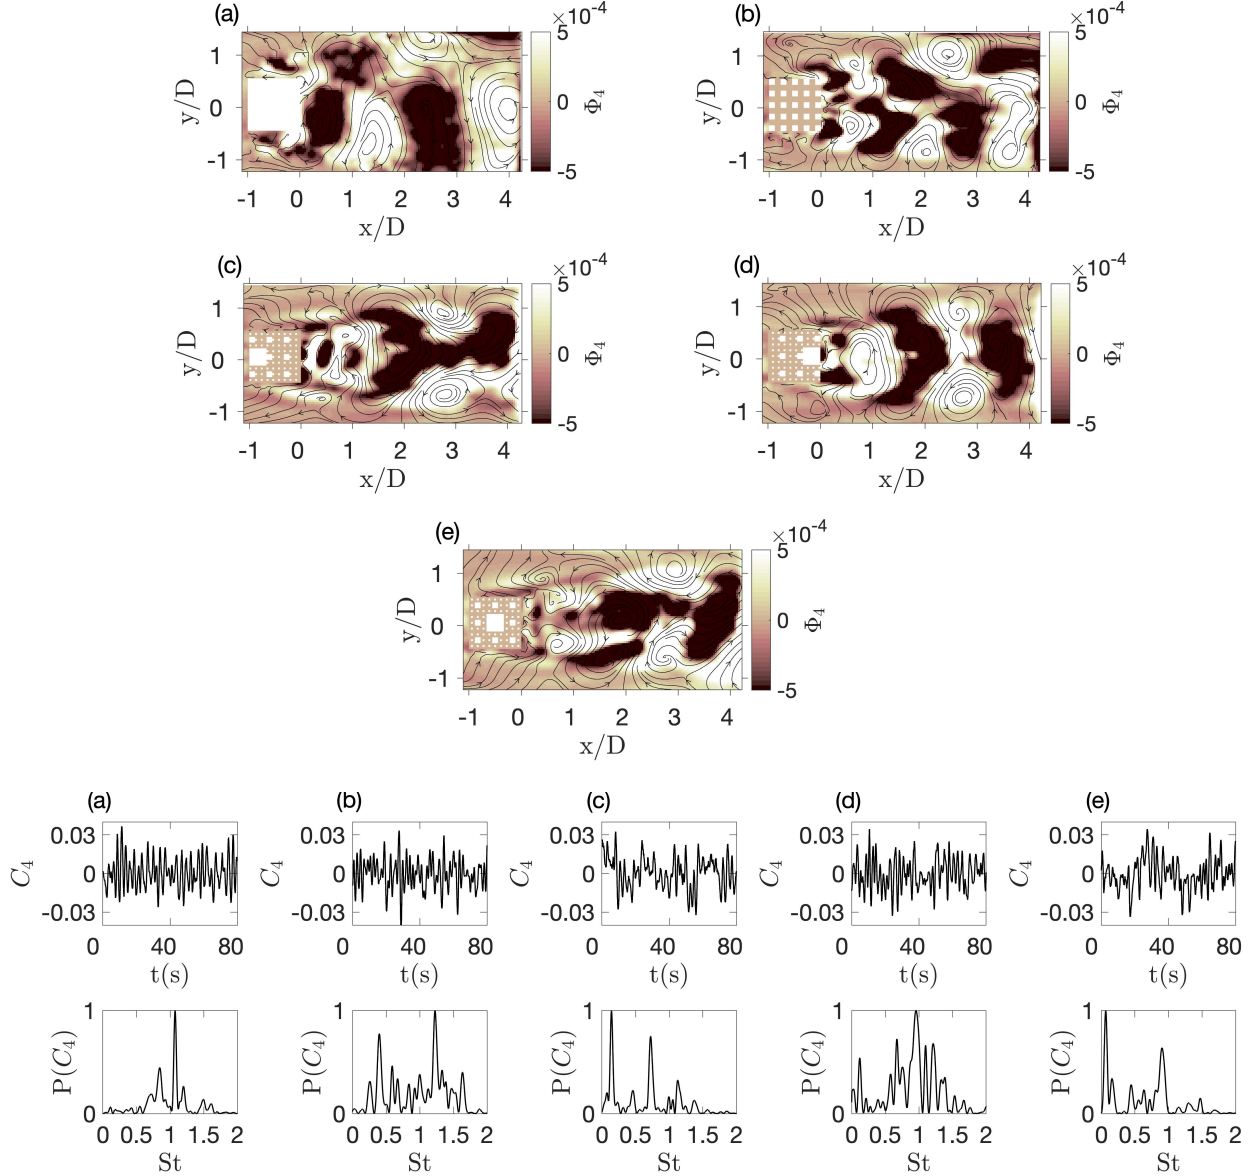 (a)
×10⁻⁴
1
0
-1
y/D
-1 0 1 2 3 4
x/D
5
0
-5
Φ₄
(b)
×10⁻⁴
1
0
-1
y/D
-1 0 1 2 3 4
x/D
5
0
-5
Φ₄
(c)
×10⁻⁴
1
0
-1
y/D
-1 0 1 2 3 4
x/D
5
0
-5
Φ₄
(d)
×10⁻⁴
1
0
-1
y/D
-1 0 1 2 3 4
x/D
5
0
-5
Φ₄
(e)
×10⁻⁴
1
0
-1
y/D
-1 0 1 2 3 4
x/D
5
0
-5
Φ₄
(a) (b) (c) (d) (e)
0.03 0.03 0.03 0.03 0.03
C₄ 0 C₄ 0 C₄ 0 C₄ 0 C₄ 0
-0.03 -0.03 -0.03 -0.03 -0.03
0 40 80 0 40 80 0 40 80 0 40 80 0 40 80
t(s) t(s) t(s) t(s) t(s)
1 1 1 1 1
P(C₄) P(C₄) P(C₄) P(C₄) P(C₄)
0 0 0 0 0
0 0.5 1 1.5 2 0 0.5 1 1.5 2 0 0.5 1 1.5 2 0 0.5 1 1.5 2 0 0.5 1 1.5 2
St St St St St